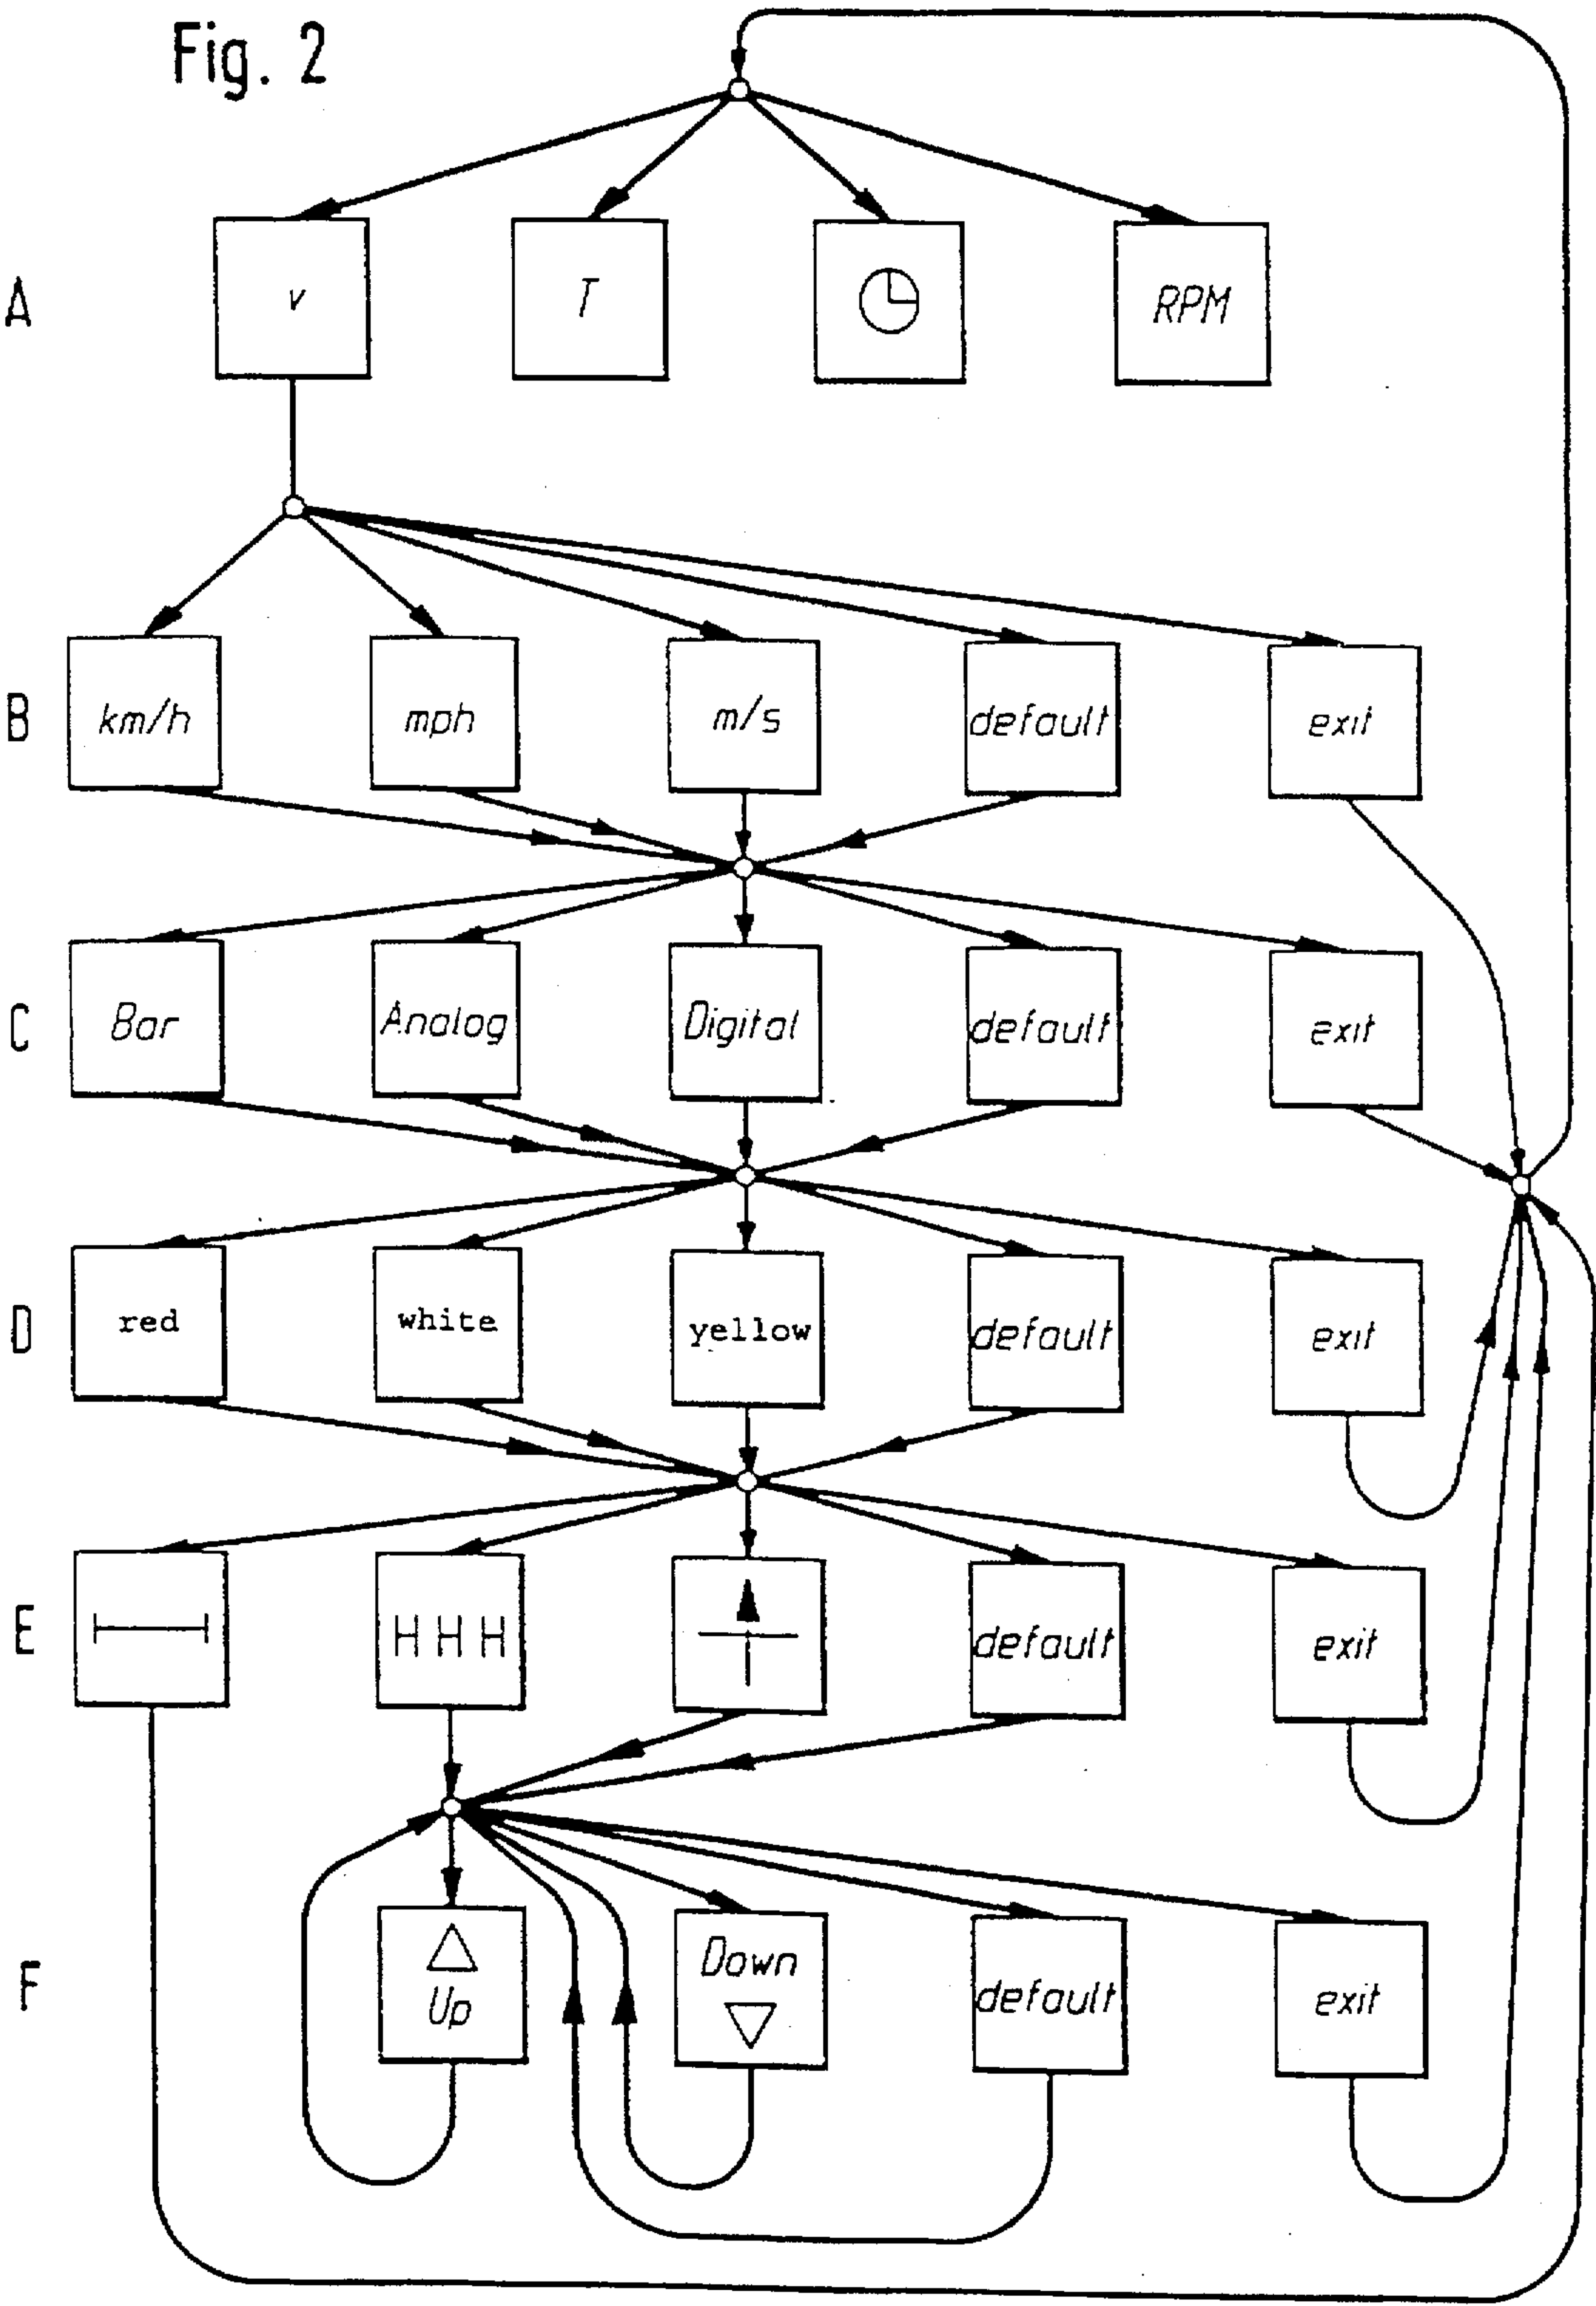 Fig. 2
A
v
T
RPM
B
km/h
mph
m/s
default
exit
C
Bar
Analog
Digital
default
exit
D
red
white
yellow
default
exit
E
default
exit
F
Up
Down
default
exit